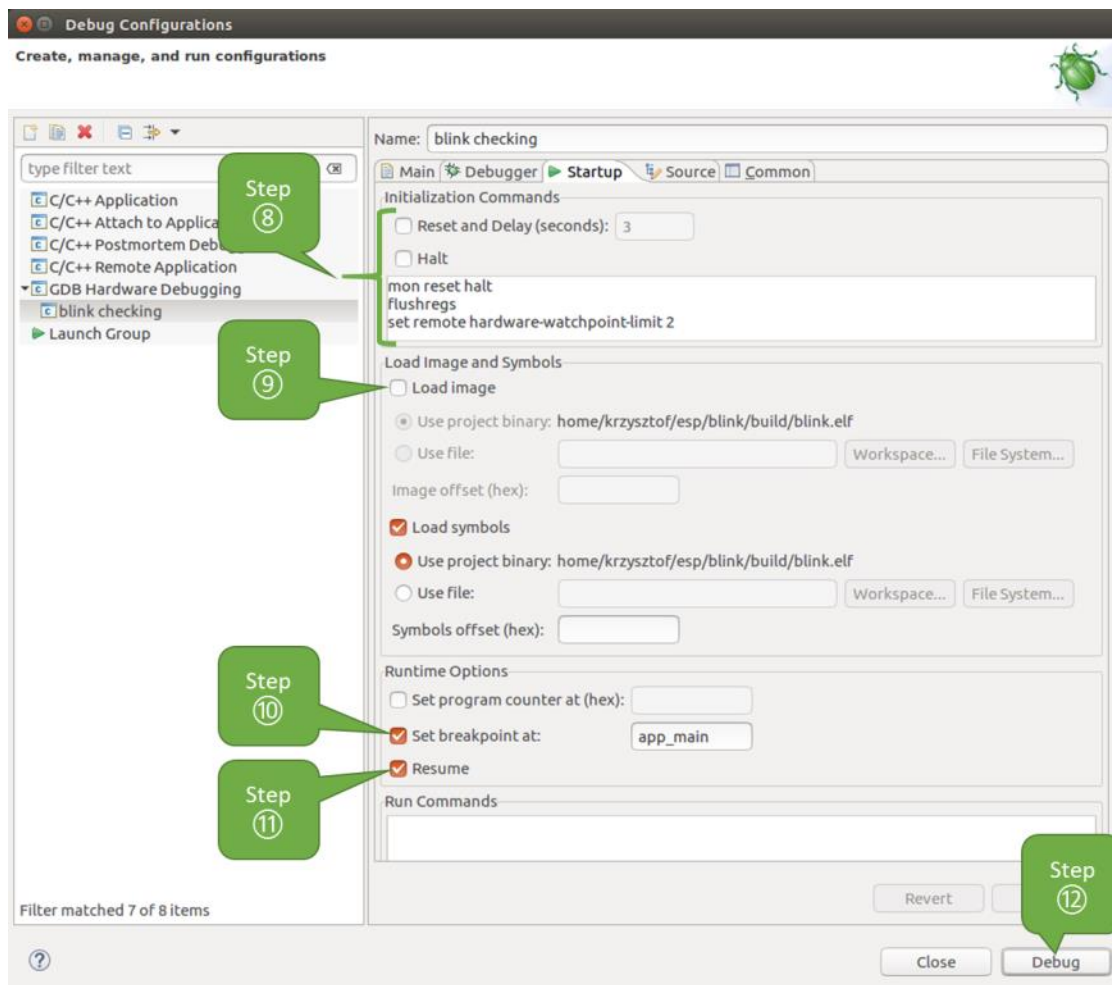 Debug Configurations
Create, manage, and run configurations
type filter text
C/C++ Application
C/C++ Attach to Applica
C/C++ Postmortem Debug
C/C++ Remote Application
GDB Hardware Debugging
blink checking
Launch Group
Filter matched 7 of 8 items
Name: blink checking
Main Debugger Startup Source Common
Initialization Commands
Reset and Delay (seconds): 3
Halt
mon reset halt
flushregs
set remote hardware-watchpoint-limit 2
Load Image and Symbols
Load image
Use project binary: home/krzysztof/esp/blink/build/blink.elf
Use file: Workspace... File System...
Image offset (hex):
Load symbols
Use project binary: home/krzysztof/esp/blink/build/blink.elf
Use file: Workspace... File System...
Symbols offset (hex):
Runtime Options
Set program counter at (hex):
Set breakpoint at: app_main
Resume
Run Commands
Revert
Close Debug
Step
⑧
Step
⑨
Step
⑩
Step
⑪
Step
⑫